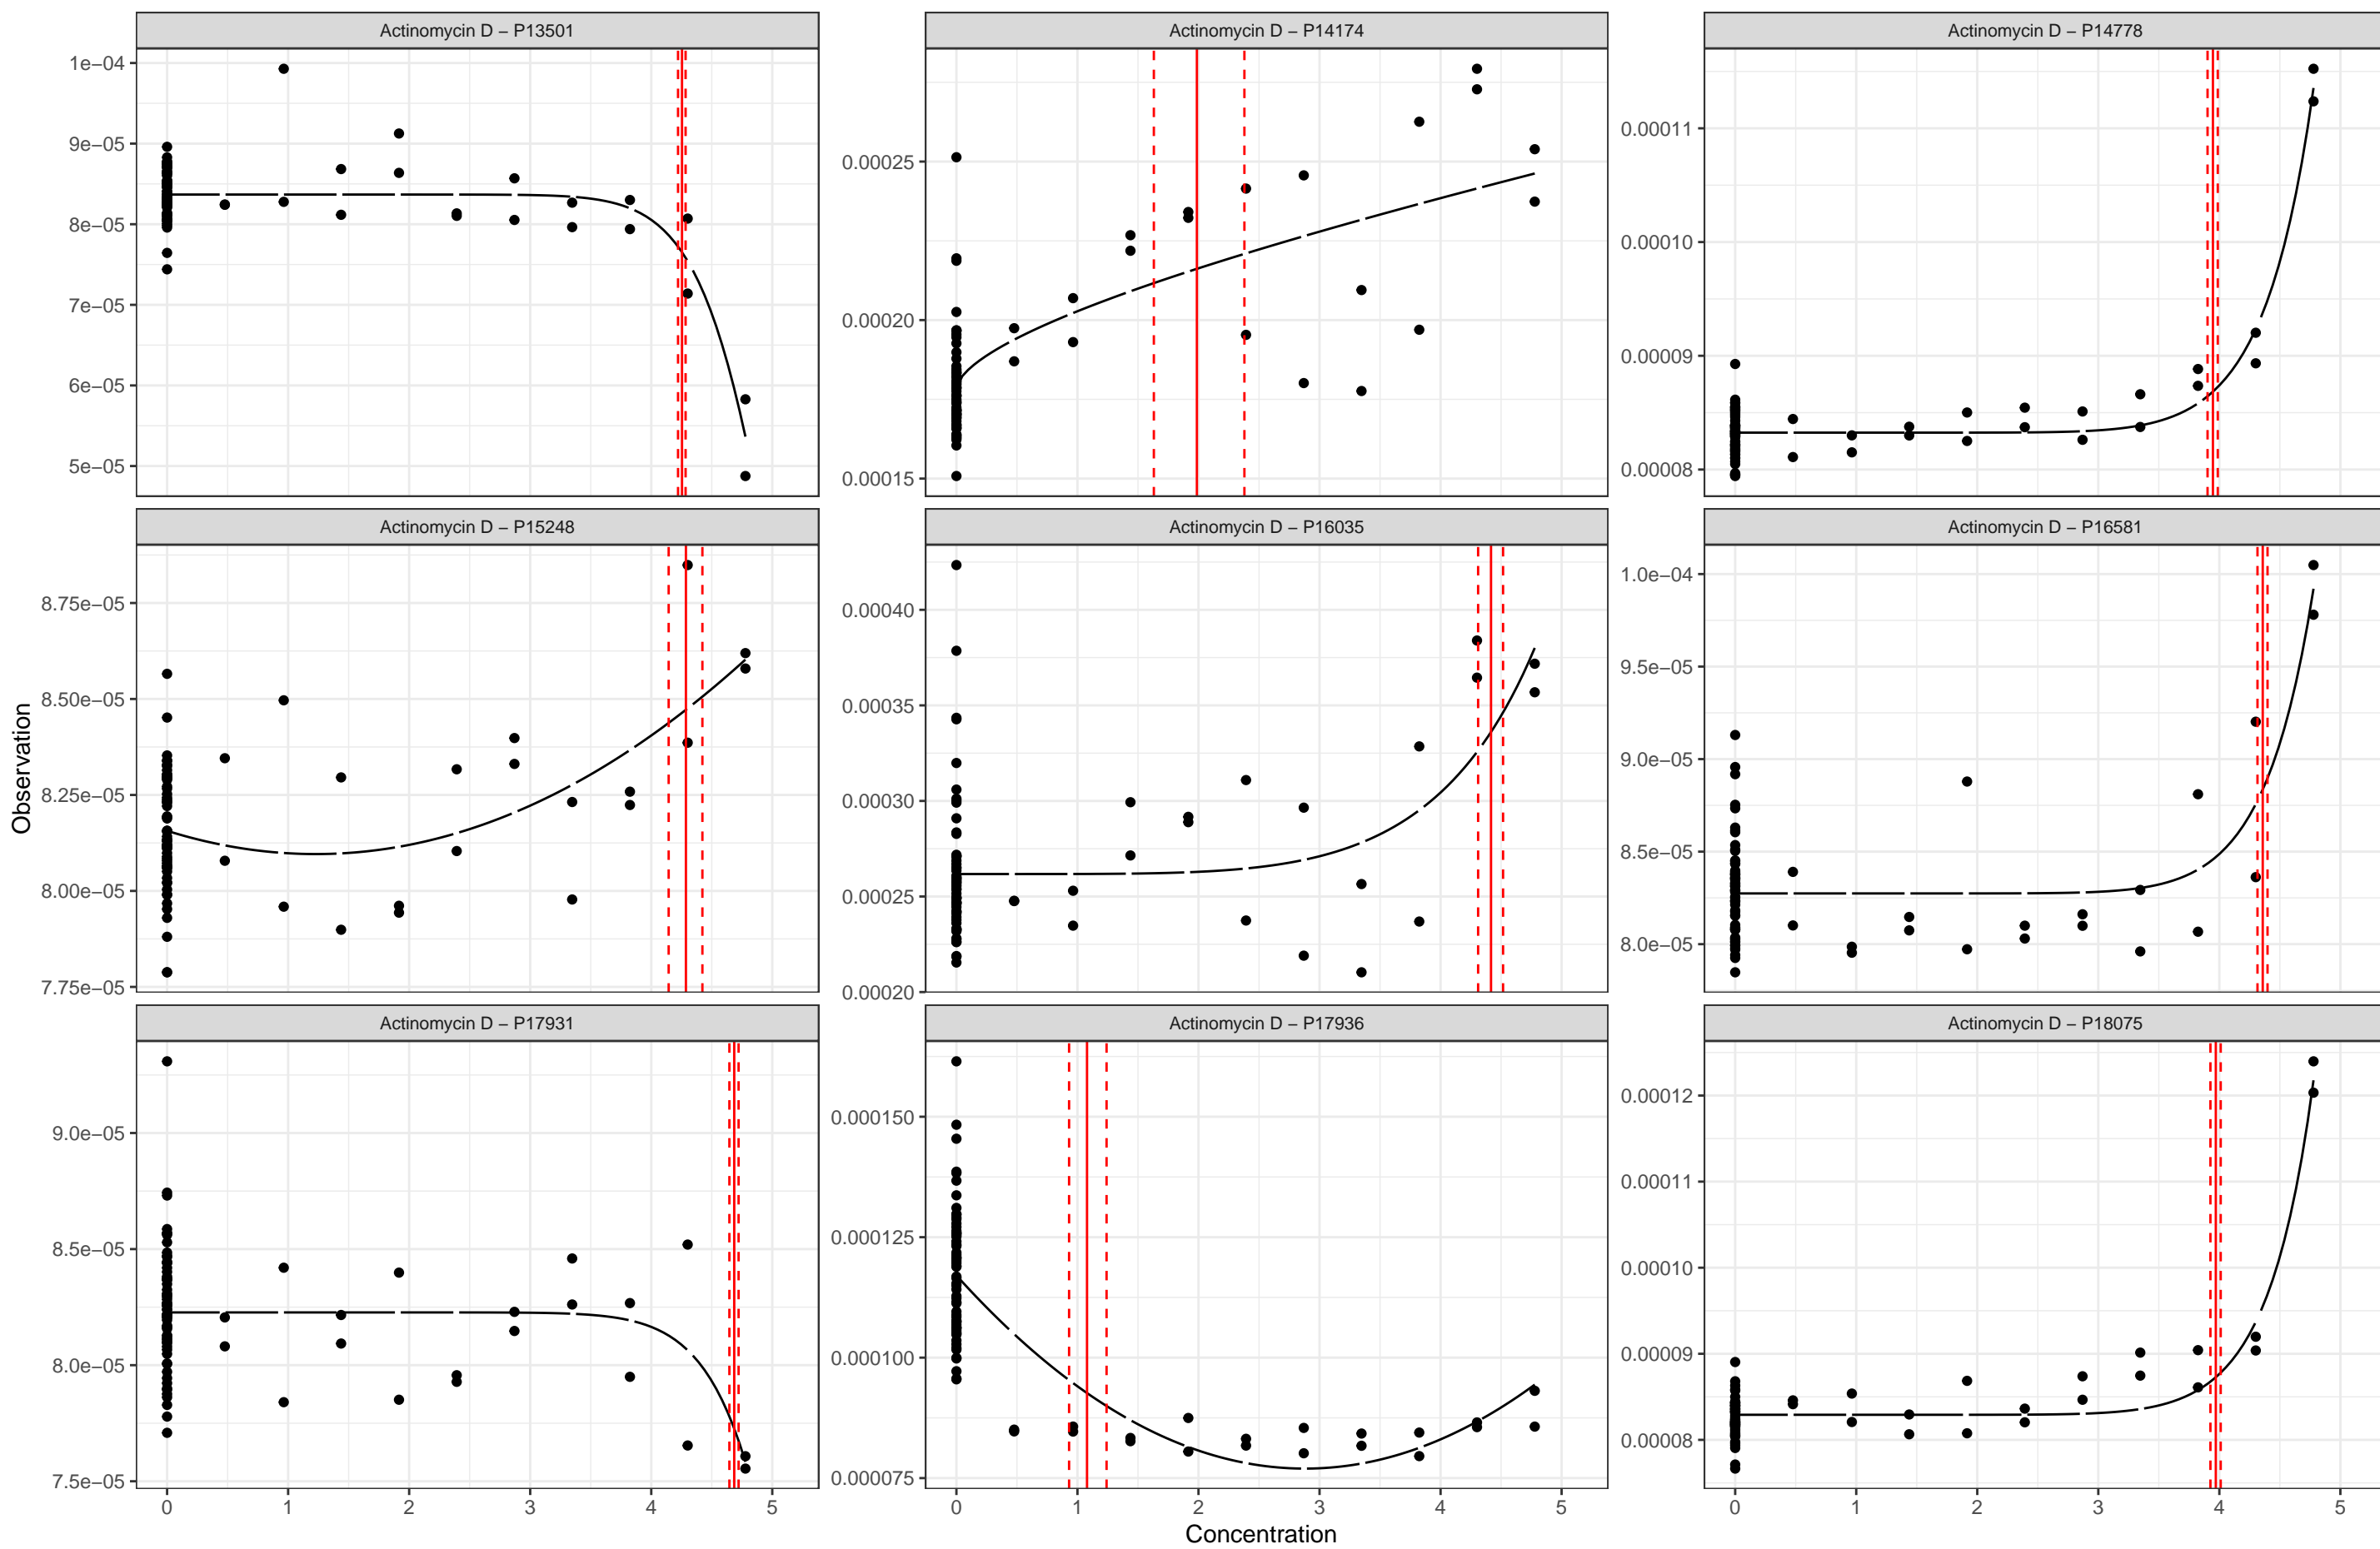 Actinomycin D − P13501
Actinomycin D − P14174
Actinomycin D − P14778
1e−04
9e−05
8e−05
7e−05
6e−05
5e−05
0.00025
0.00020
0.00015
0.00011
0.00010
0.00009
0.00008
Actinomycin D − P15248
Actinomycin D − P16035
Actinomycin D − P16581
8.75e−05
8.50e−05
8.25e−05
8.00e−05
7.75e−05
0.00040
0.00035
0.00030
0.00025
0.00020
1.0e−04
9.5e−05
9.0e−05
8.5e−05
8.0e−05
Observation
Actinomycin D − P17931
Actinomycin D − P17936
Actinomycin D − P18075
9.0e−05
8.5e−05
8.0e−05
7.5e−05
0.000150
0.000125
0.000100
0.000075
0.00012
0.00011
0.00010
0.00009
0.00008
0 1 2 3 4 5
0 1 2 3 4 5
0 1 2 3 4 5
Concentration